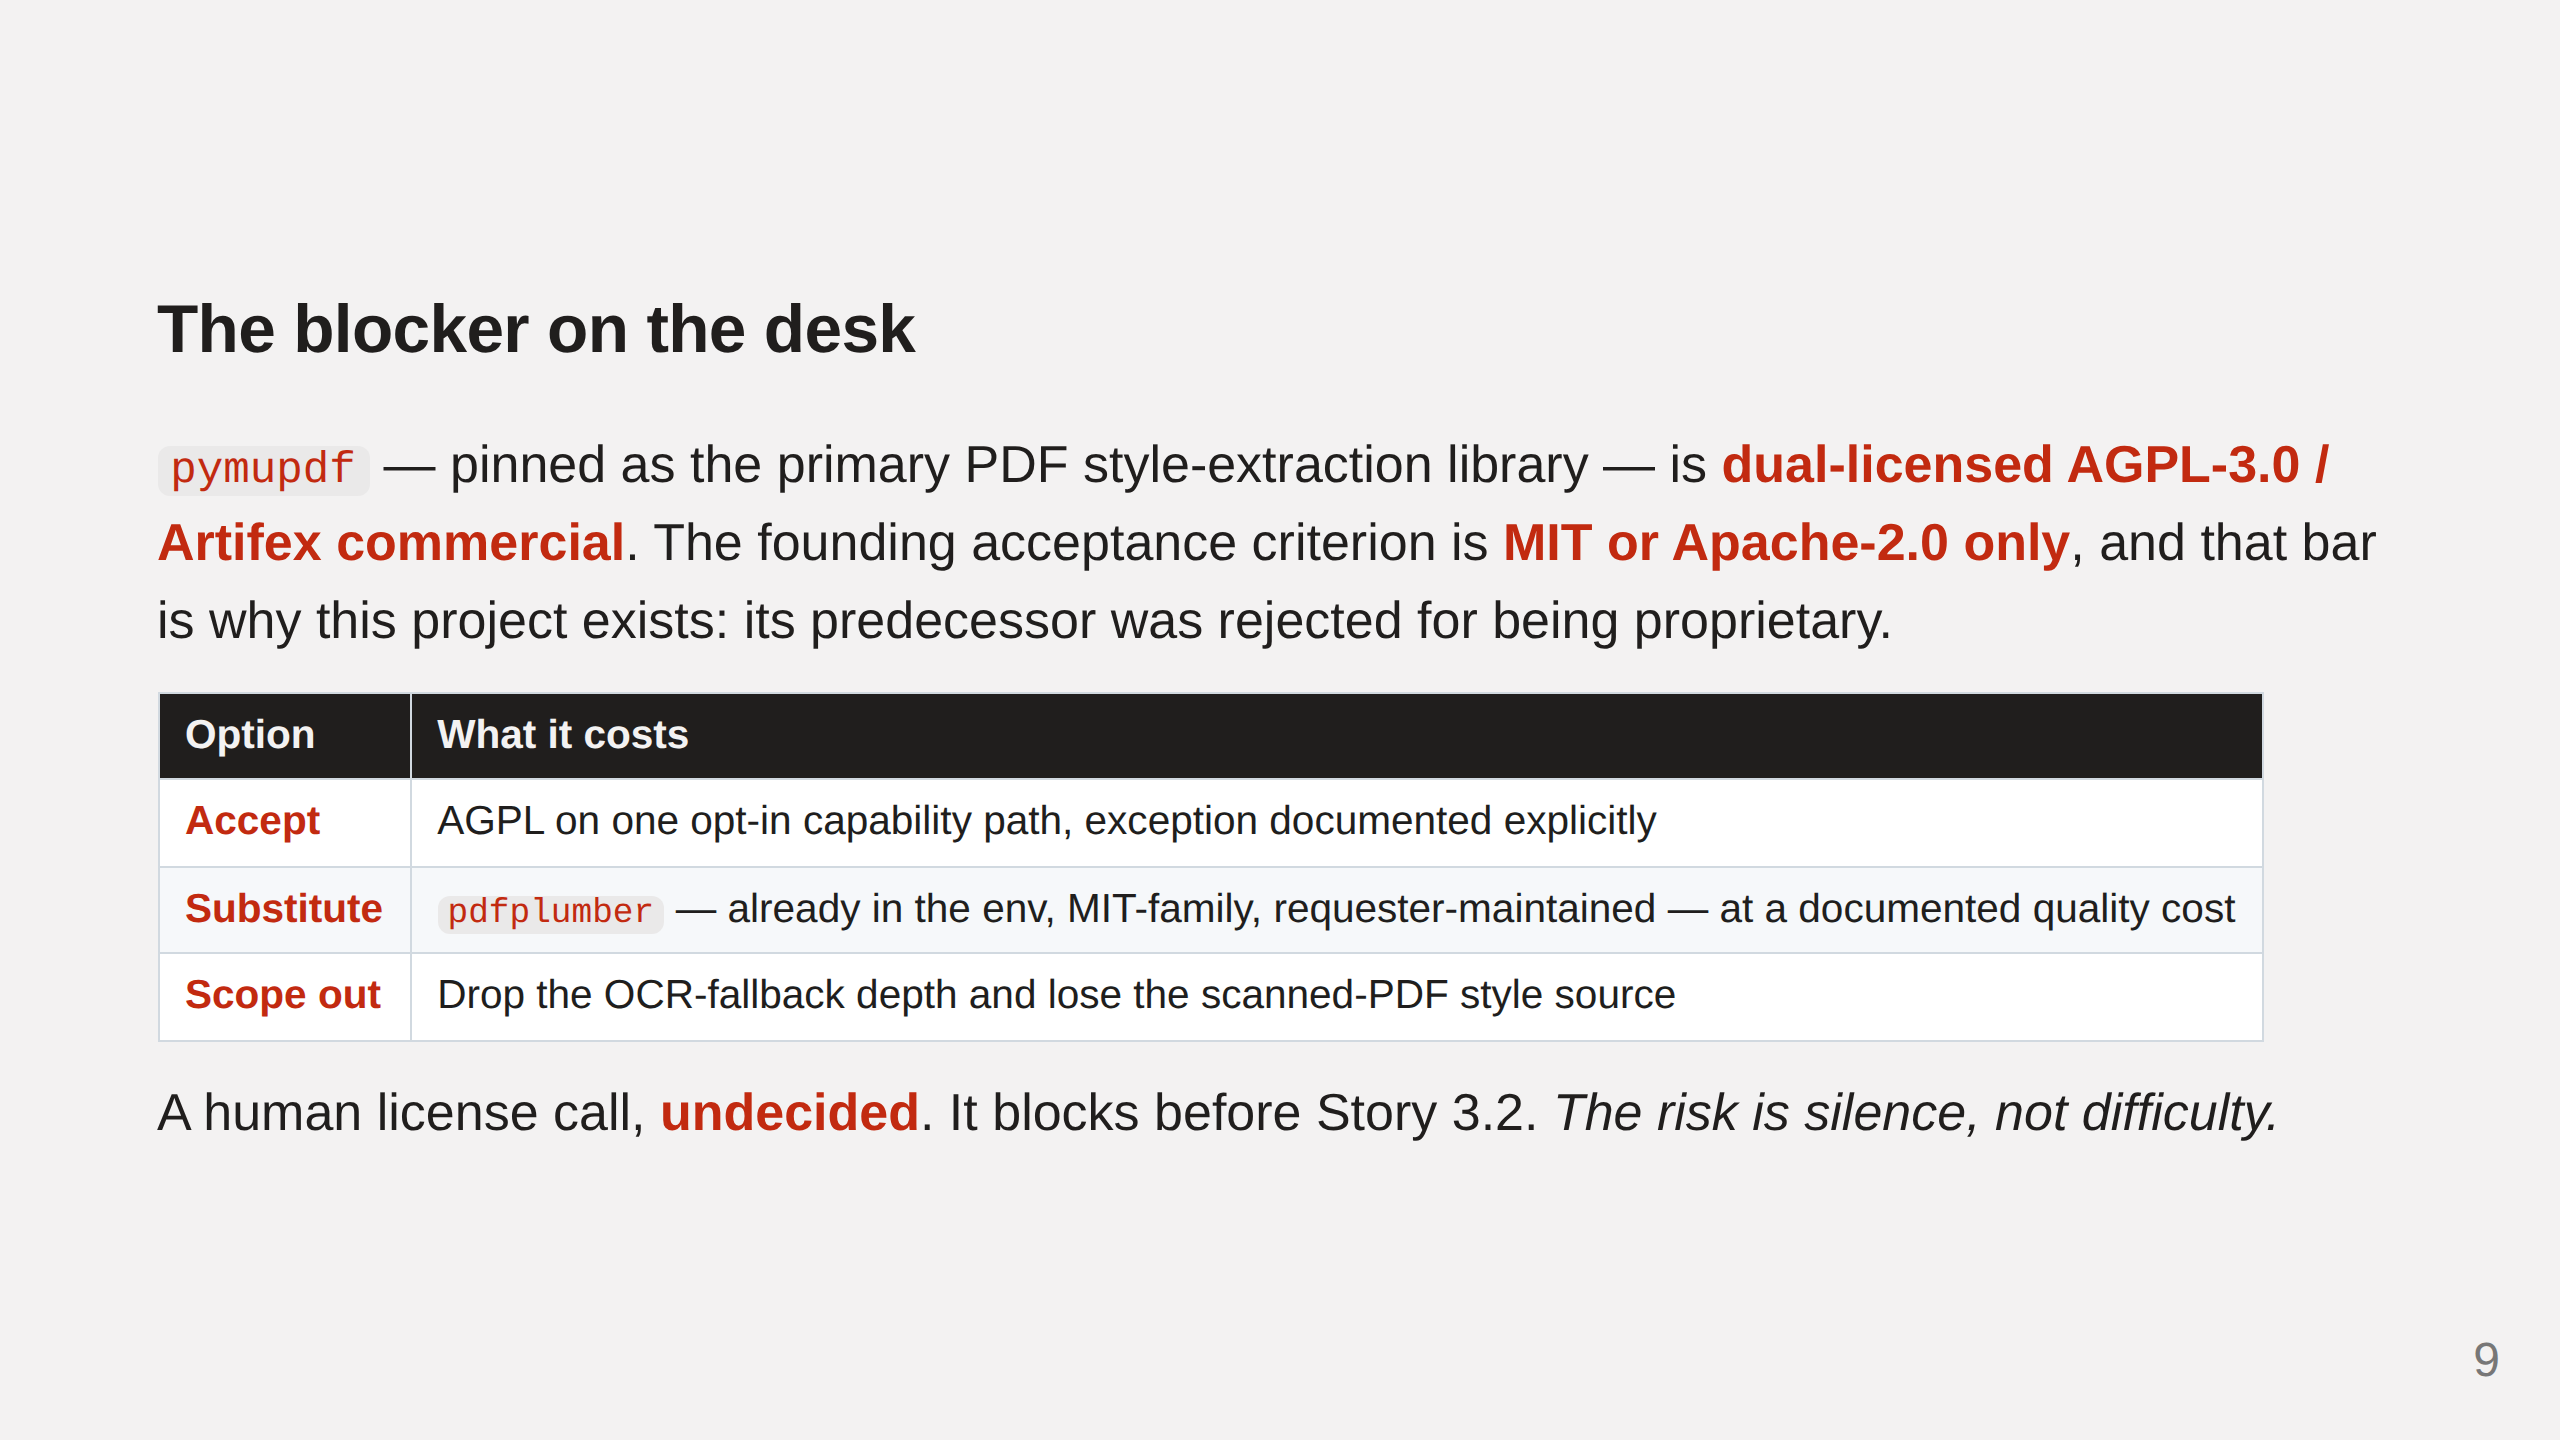 The blocker on the desk
pymupdf — pinned as the primary PDF style-extraction library — is dual-licensed AGPL-3.0 /
Artifex commercial. The founding acceptance criterion is MIT or Apache-2.0 only, and that bar
is why this project exists: its predecessor was rejected for being proprietary.
Option What it costs
Accept AGPL on one opt-in capability path, exception documented explicitly
Substitute pdfplumber — already in the env, MIT-family, requester-maintained — at a documented quality cost
Scope out Drop the OCR-fallback depth and lose the scanned-PDF style source
A human license call, undecided. It blocks before Story 3.2. The risk is silence, not difficulty.
9